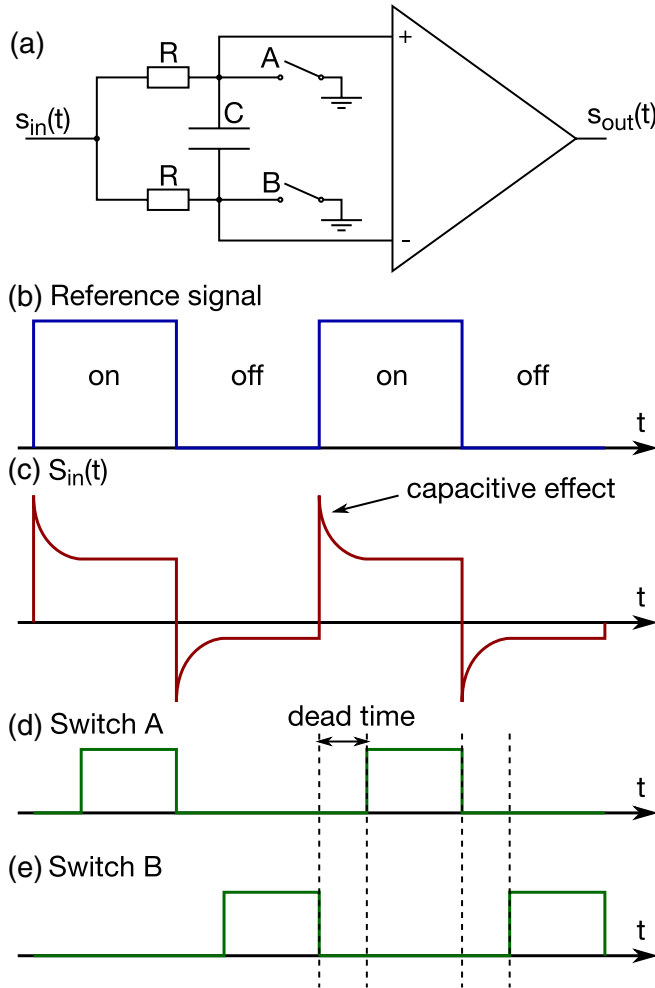 (a)
R
A
+
s_in(t)
C
s_out(t)
R
B
-
(b) Reference signal
on off on off
t
(c) S_in(t)
capacitive effect
t
(d) Switch A
dead time
t
(e) Switch B
t